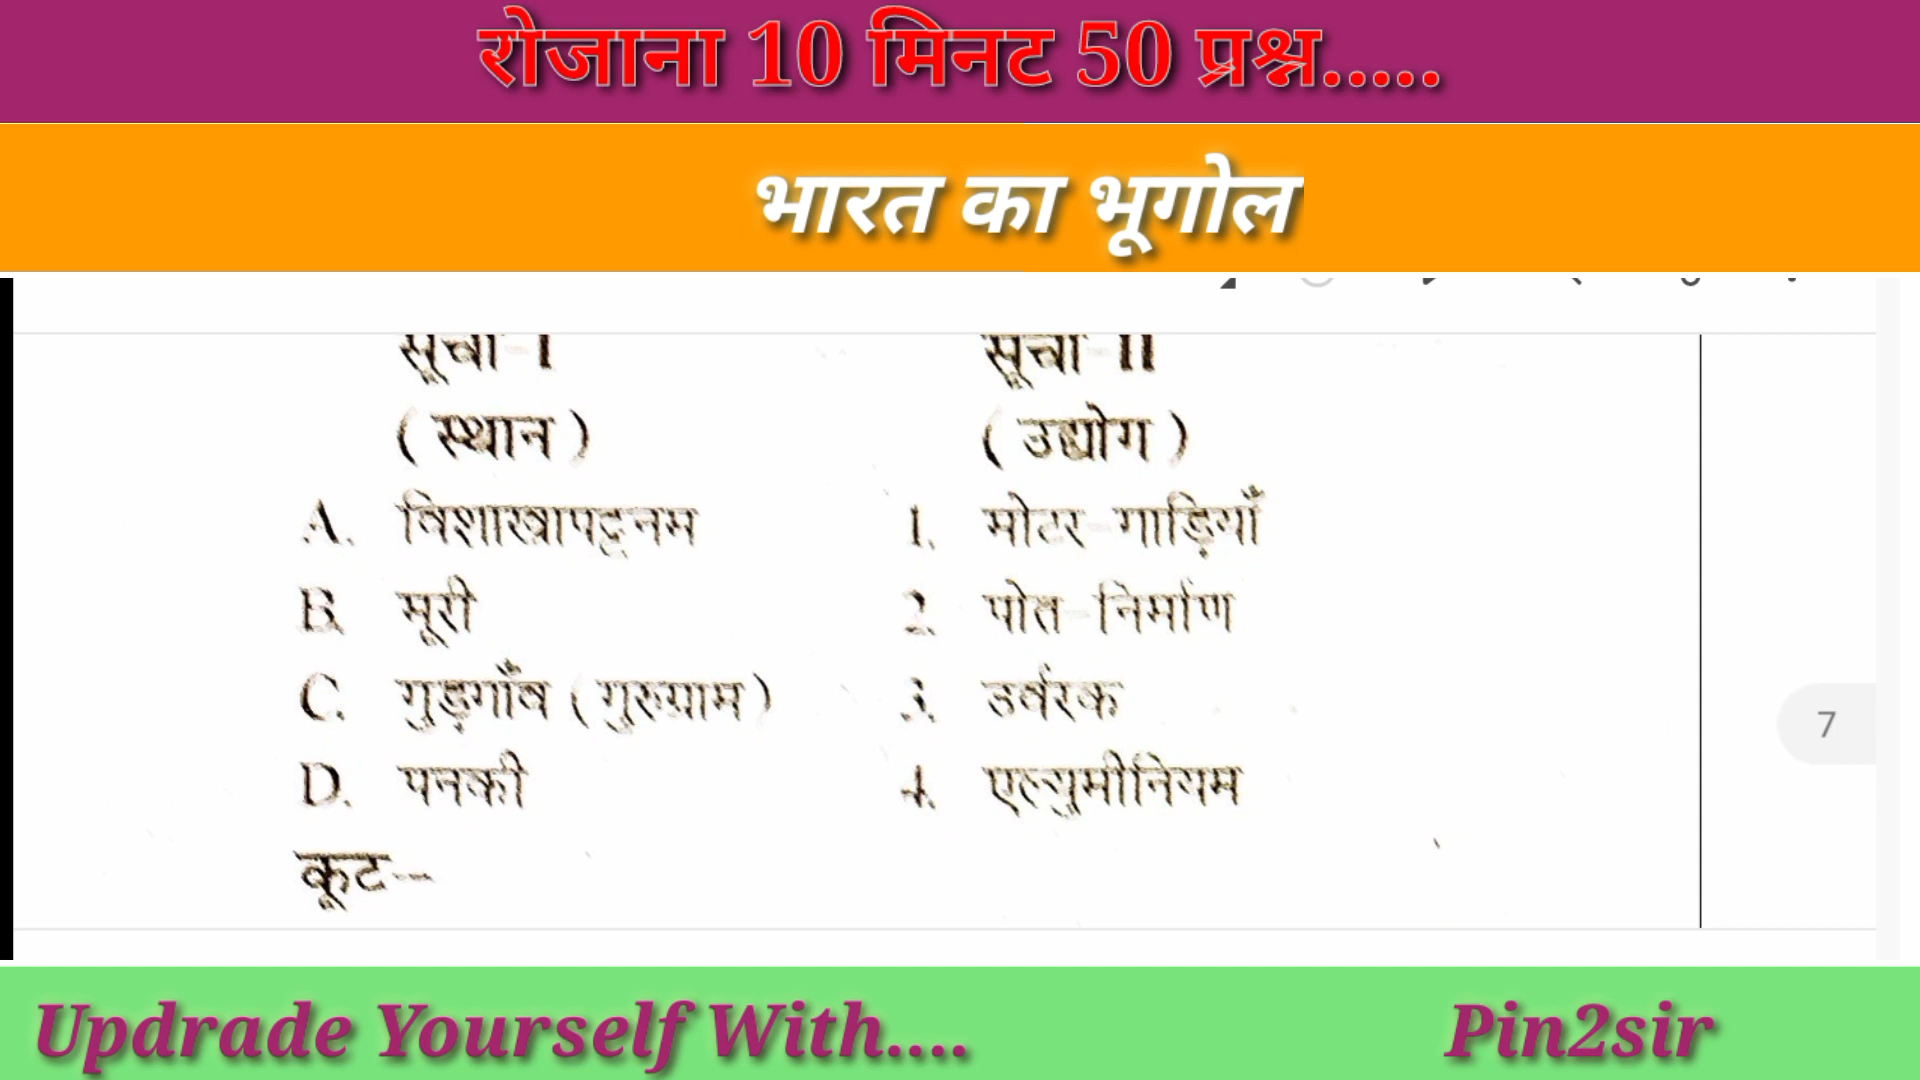 रोजाना 10 मिनट 50 प्रश्न.....
भारत का भूगोल
सूची-I सूची-II
( स्थान ) ( उद्योग )
A. विशाखापट्टनम 1. मोटर-गाड़ियाँ
B. मूरी 2. पोत-निर्माण
C. गुड़गाँव ( गुरुग्राम ) 3. उर्वरक
D. पनकी 4. एल्युमीनियम
7
कूट--
Updrade Yourself With.... Pin2sir